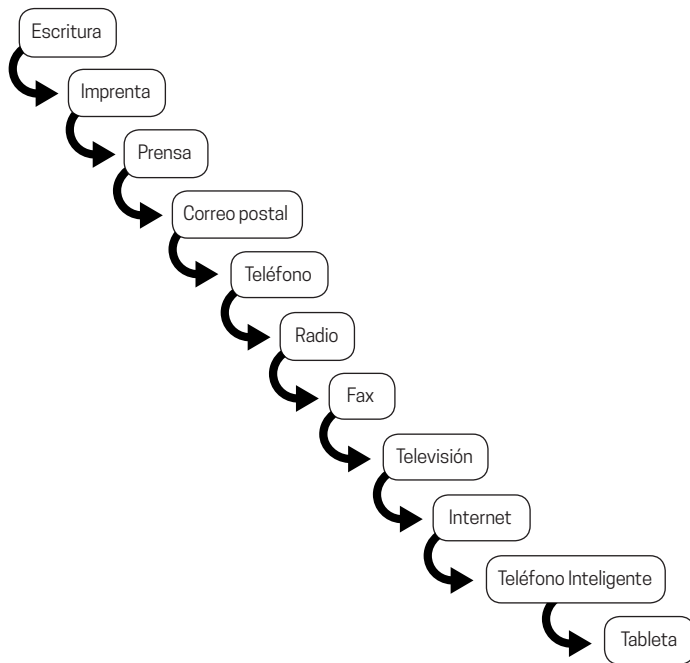 Escritura
Imprenta
Prensa
Correo postal
Teléfono
Radio
Fax
Televisión
Internet
Teléfono Inteligente
Tableta